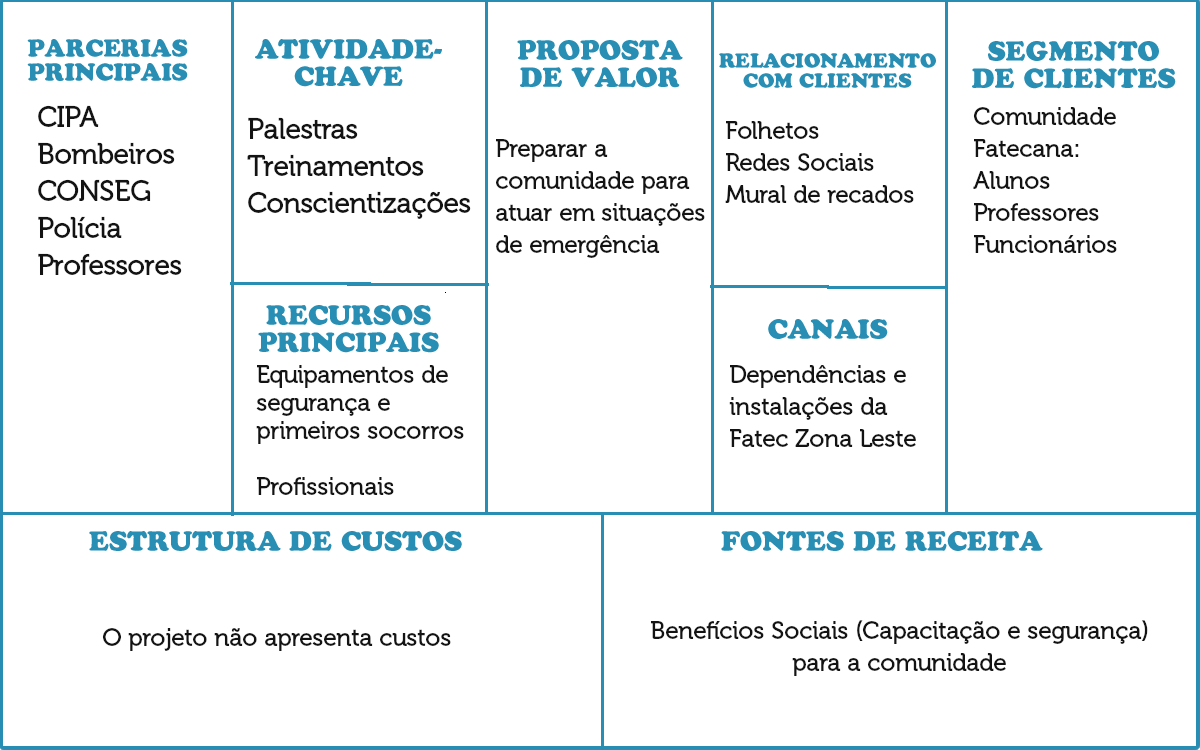 PARCERIAS
PRINCIPAIS
CIPA
Bombeiros
CONSEG
Polícia
Professores
ATIVIDADE-
CHAVE
Palestras
Treinamentos
Conscientizações
RECURSOS
PRINCIPAIS
Equipamentos de
segurança e
primeiros socorros
Profissionais
PROPOSTA
DE VALOR
Preparar a
comunidade para
atuar em situações
de emergência
RELACIONAMENTO
COM CLIENTES
Folhetos
Redes Sociais
Mural de recados
CANAIS
Dependências e
instalações da
Fatec Zona Leste
SEGMENTO
DE CLIENTES
Comunidade
Fatecana:
Alunos
Professores
Funcionários
ESTRUTURA DE CUSTOS
O projeto não apresenta custos
FONTES DE RECEITA
Benefícios Sociais (Capacitação e segurança)
para a comunidade